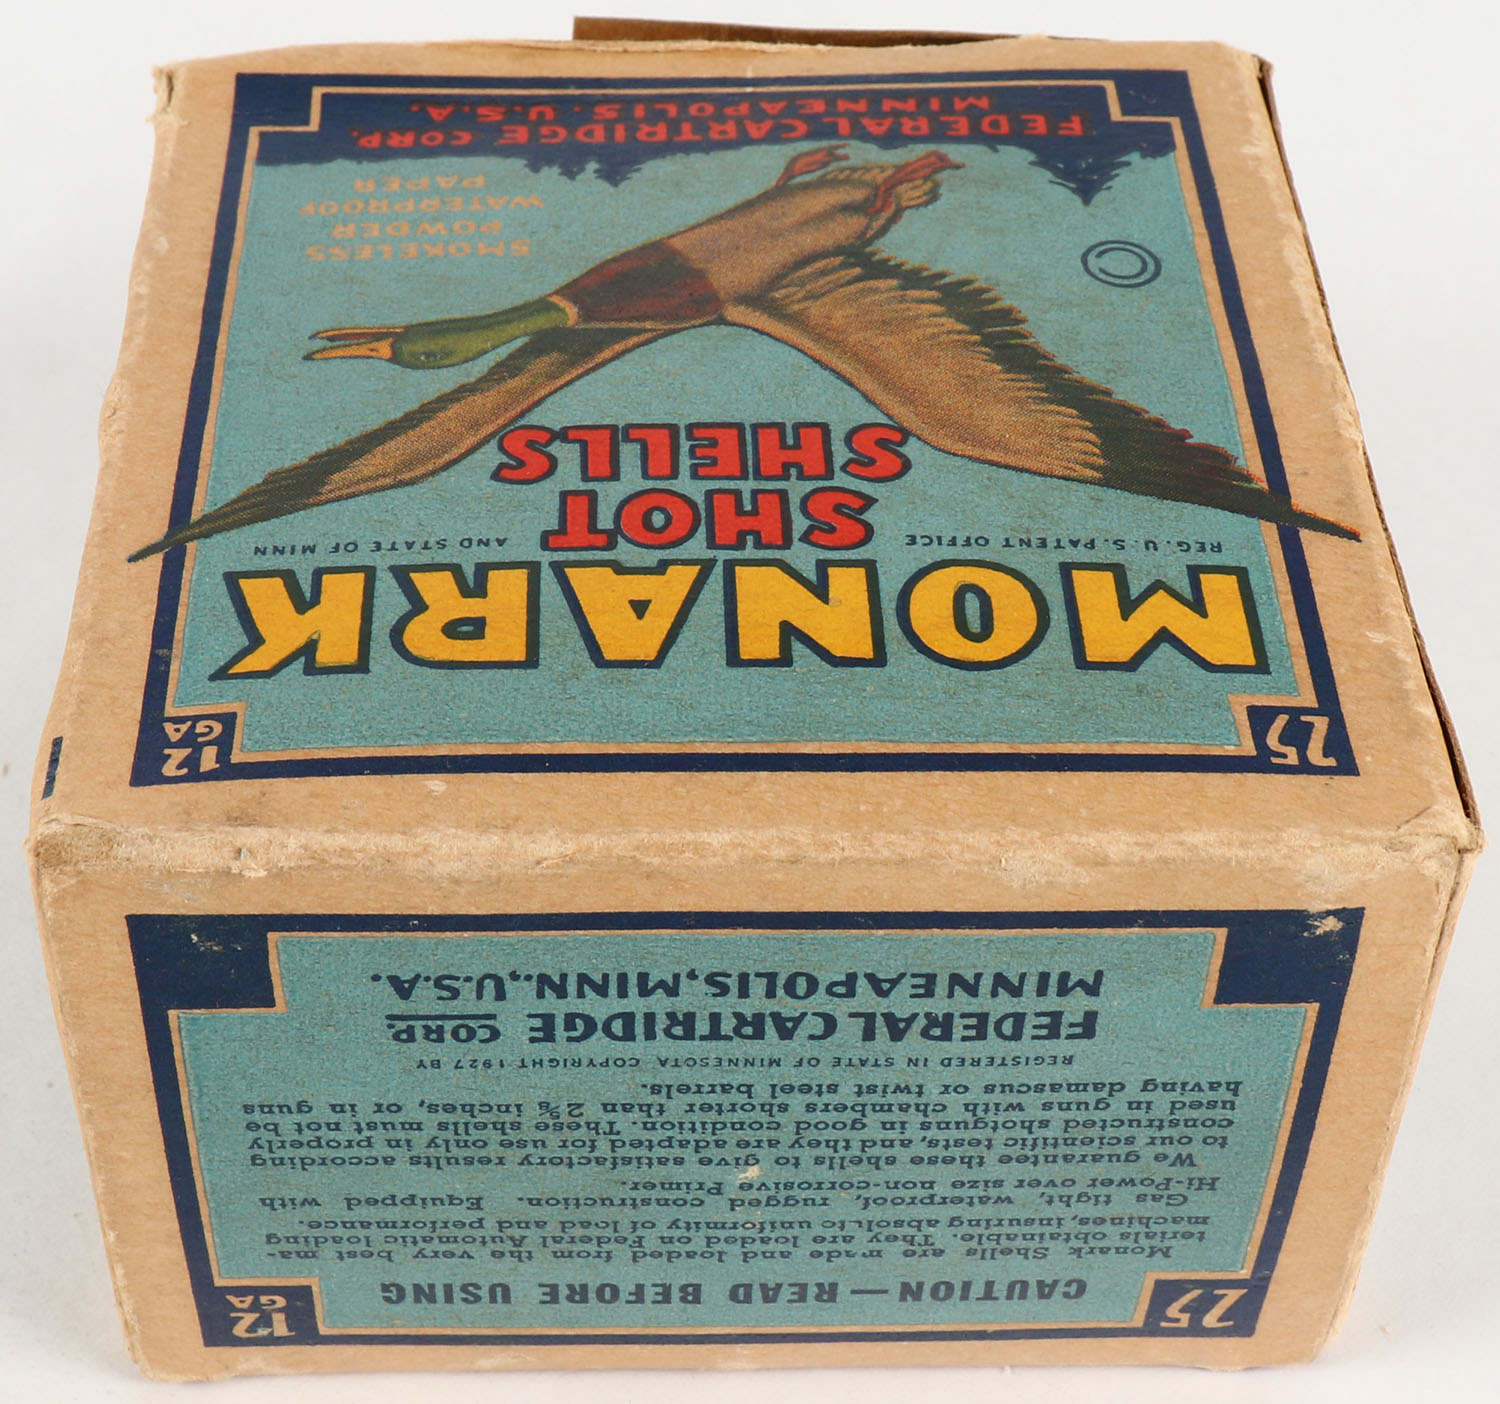 25
12
GA
MONARK
REG. U.S. PATENT OFFICE
AND STATE OF MINN
SHOT
SHELLS
©
SMOKELESS
POWDER
WATERPROOF
PAPER
FEDERAL CARTRIDGE CORP.
MINNEAPOLIS. U.S.A.
25
12
GA
CAUTION—READ BEFORE USING
Monark Shells are made and loaded from the very best ma-
terials obtainable. They are loaded on Federal Automatic loading
machines, insuring absolute uniformity of load and performance.
Gas tight, waterproof, rugged construction. Equipped with
Hi-Power over size non-corrosive Primer.
We guarantee these shells to give satisfactory results according
to our scientific tests, and they are adapted for use only in properly
constructed shotguns in good condition. These shells must not be
used in guns with chambers shorter than 2⅝ inches, or in guns
having damascus or twist steel barrels.
REGISTERED IN STATE OF MINNESOTA COPYRIGHT 1927 BY
FEDERAL CARTRIDGE CORP.
MINNEAPOLIS, MINN., U.S.A.